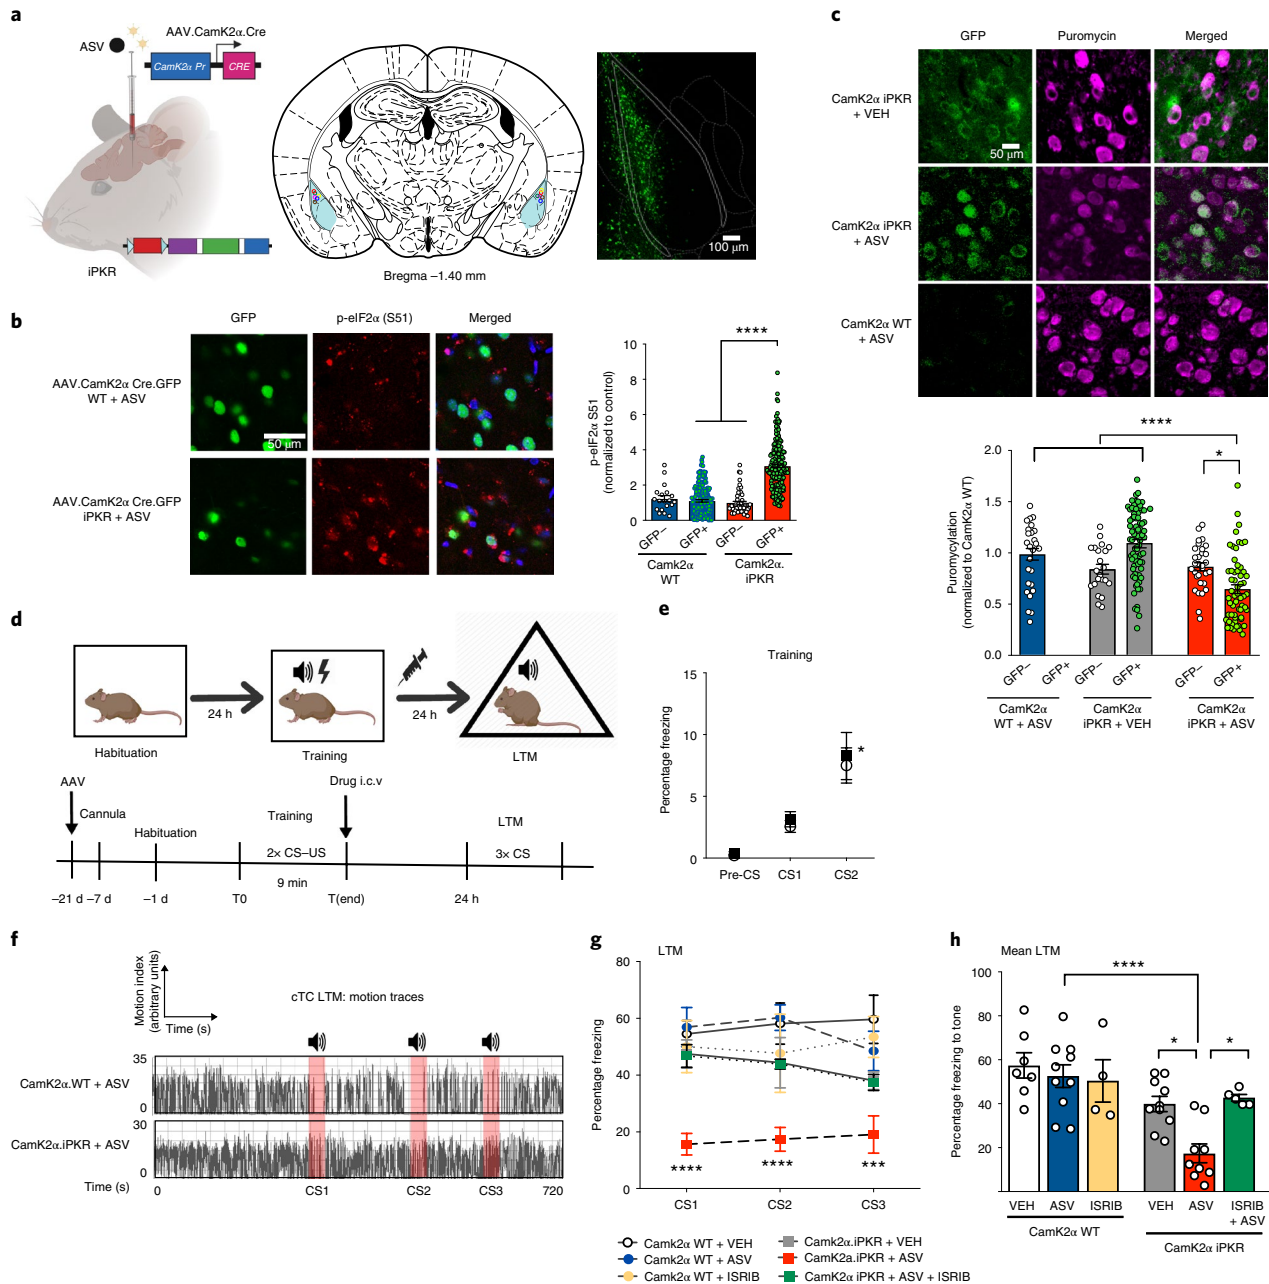 a
ASV
AAV.CamK2α.Cre
CamK2α Pr
CRE
iPKR
Bregma –1.40 mm
100 μm
b
GFP
p-eIF2α (S51)
Merged
AAV.CamK2α Cre.GFP
WT + ASV
50 μm
AAV.CamK2α Cre.GFP
iPKR + ASV
****
p-eIF2α S51
(normalized to control)
10
8
6
4
2
0
GFP–
GFP+
GFP–
GFP+
Camk2α
WT
Camk2α.
iPKR
c
GFP
Puromycin
Merged
CamK2α iPKR
+ VEH
50 μm
CamK2α iPKR
+ ASV
CamK2α WT
+ ASV
****
*
Puromycylation
(normalized to CamK2α WT)
2.0
1.5
1.0
0.5
0.0
GFP–
GFP+
GFP–
GFP+
GFP–
GFP+
CamK2α
WT + ASV
CamK2α
iPKR + VEH
CamK2α
iPKR + ASV
d
24 h
24 h
Habituation
Training
LTM
AAV
Cannula
Habituation
Training
Drug i.c.v
LTM
2× CS–US
3× CS
9 min
–21 d
–7 d
–1 d
T0
T(end)
24 h
e
Training
Percentage freezing
15
10
5
0
*
Pre-CS
CS1
CS2
f
Motion index
(arbitrary units)
Time (s)
cTC LTM: motion traces
CamK2α.WT + ASV
35
0
CamK2α.iPKR + ASV
30
0
Time (s)
0
CS1
CS2
CS3
720
g
LTM
Percentage freezing
80
60
40
20
0
****
****
***
CS1
CS2
CS3
Camk2α WT + VEH
Camk2α WT + ASV
Camk2α WT + ISRIB
Camk2α.iPKR + VEH
CamK2a.iPKR + ASV
CamK2α iPKR + ASV + ISRIB
h
Mean LTM
Percentage freezing to tone
100
80
60
40
20
****
*
*
VEH
ASV
ISRIB
VEH
ASV
ISRIB
+ ASV
CamK2α WT
CamK2α iPKR